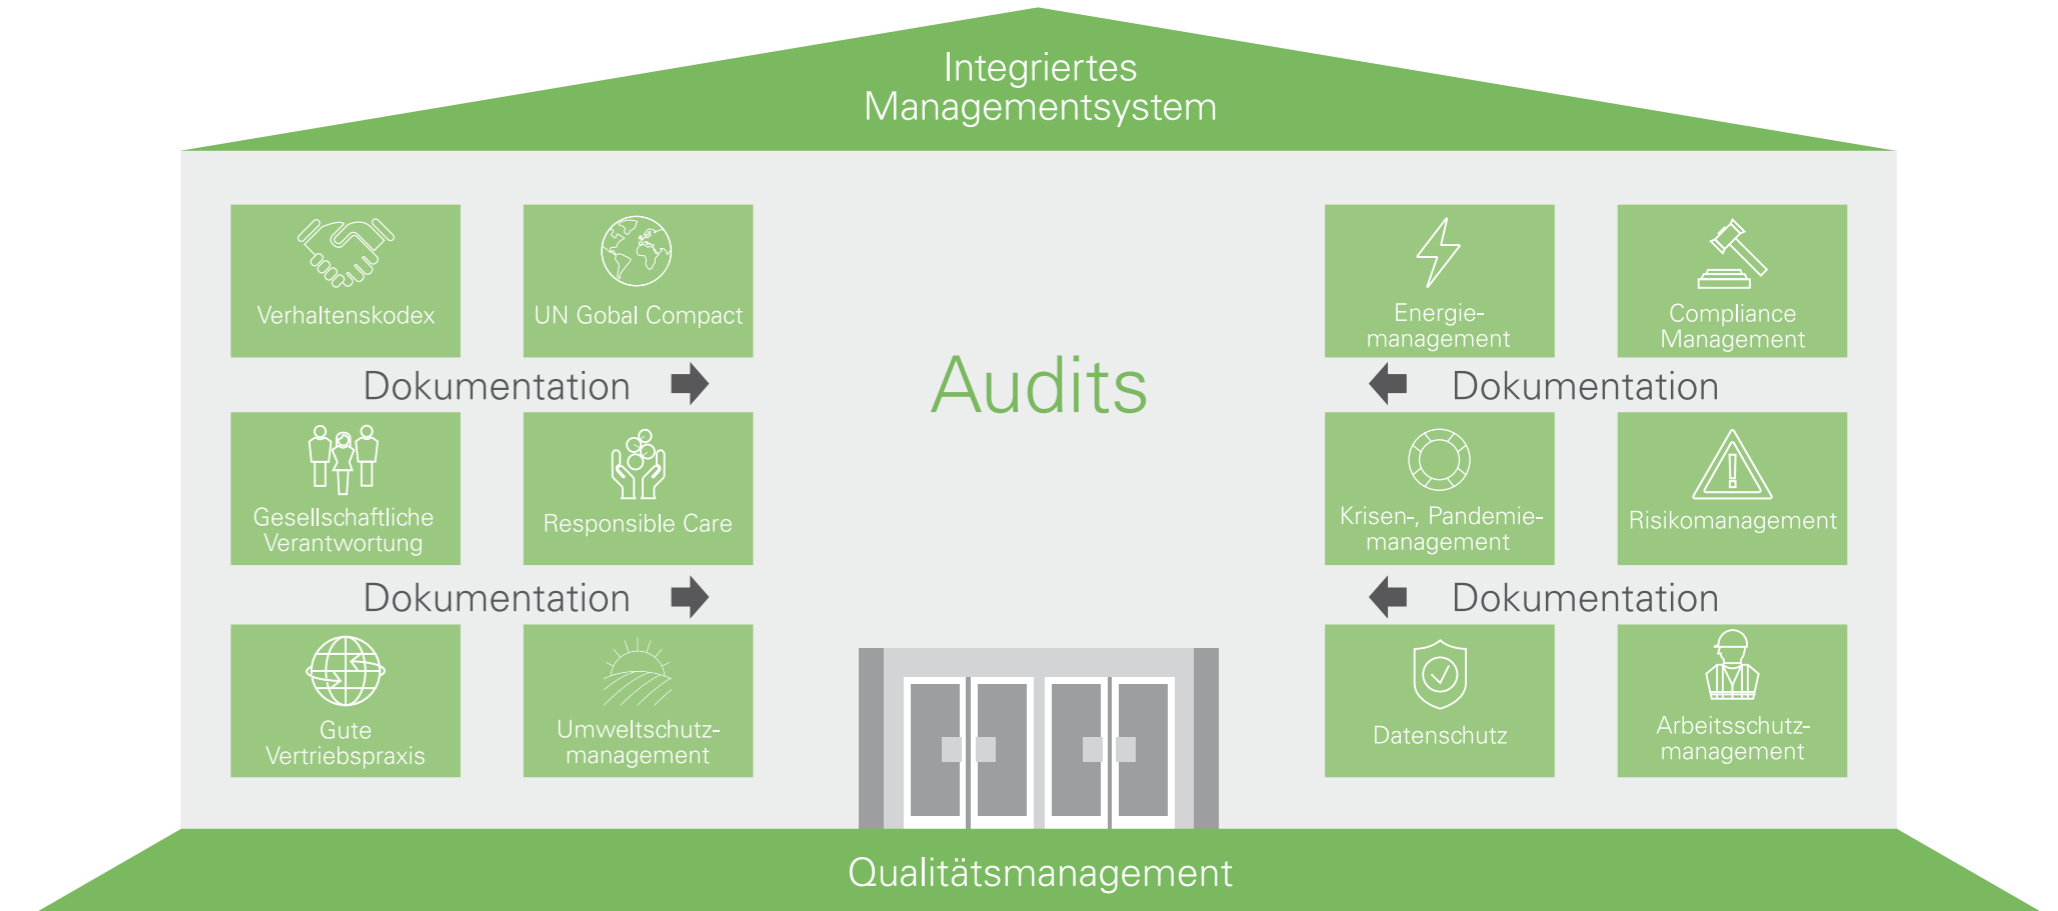 Integriertes
Managementsystem
Verhaltenskodex
UN Gobal Compact
Energie-
management
Compliance
Management
Dokumentation
Audits
Dokumentation
Gesellschaftliche
Verantwortung
Responsible Care
Krisen-, Pandemie-
management
Risikomanagement
Dokumentation
Dokumentation
Gute
Vertriebspraxis
Umweltschutz-
management
Datenschutz
Arbeitsschutz-
management
Qualitätsmanagement